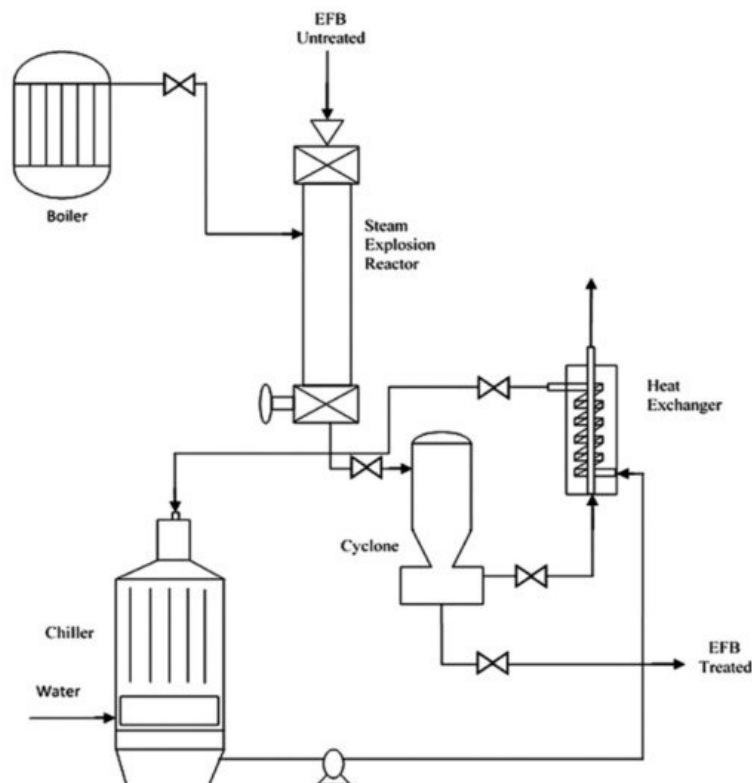 EFB
Untreated
Boiler
Steam
Explosion
Reactor
Heat
Exchanger
Cyclone
Chiller
EFB
Treated
Water